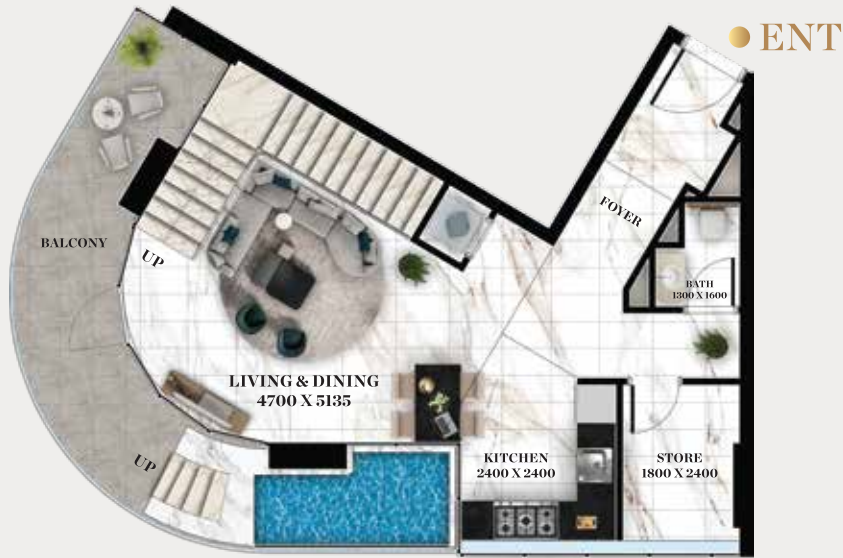 ENT
FOYER
BALCONY
UP
BATH
1300 X 1600
LIVING & DINING
4700 X 5135
UP
KITCHEN
2400 X 2400
STORE
1800 X 2400